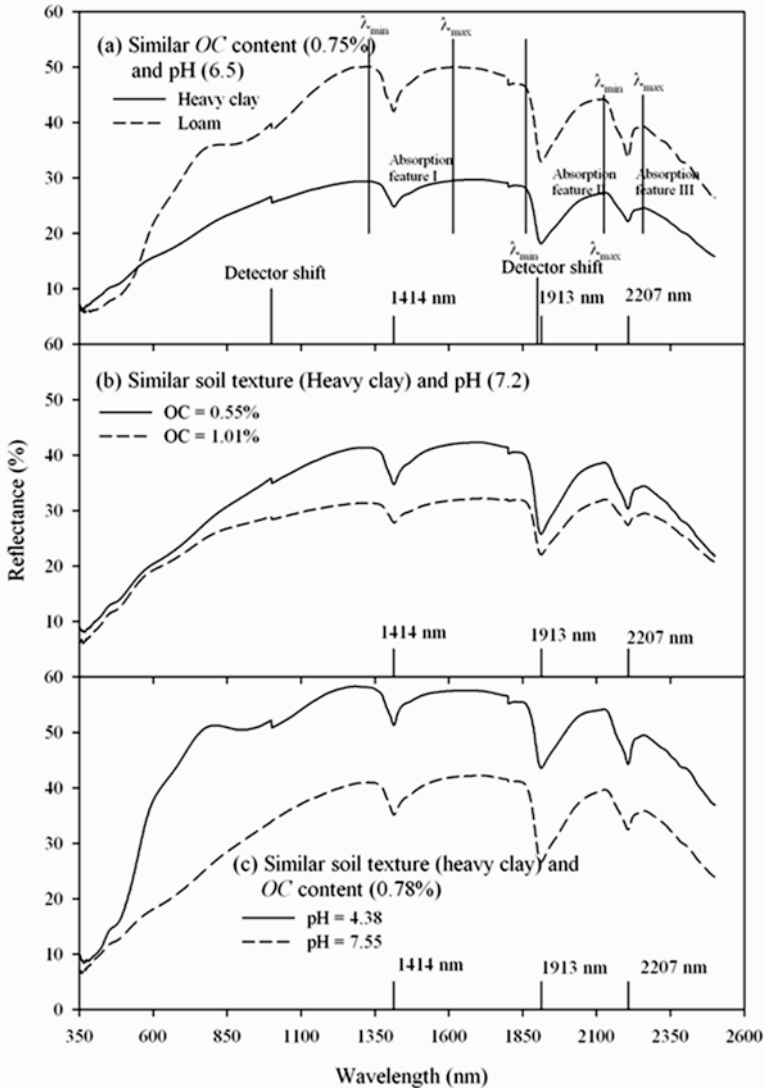 60
(a) Similar OC content (0.75%)
and pH (6.5)
Heavy clay
Loam
λmin
λmax
λmin
λmax
50
40
30
20
10
Absorption
feature I
Absorption
feature II
Absorption
feature III
λmin
λmax
Detector shift
Detector shift
1414 nm
1913 nm
2207 nm
60
(b) Similar soil texture (Heavy clay) and pH (7.2)
OC = 0.55%
OC = 1.01%
50
40
30
20
10
1414 nm
1913 nm
2207 nm
Reflectance (%)
60
50
40
30
20
10
0
(c) Similar soil texture (heavy clay) and
OC content (0.78%)
pH = 4.38
pH = 7.55
1414 nm
1913 nm
2207 nm
350 600 850 1100 1350 1600 1850 2100 2350 2600
Wavelength (nm)